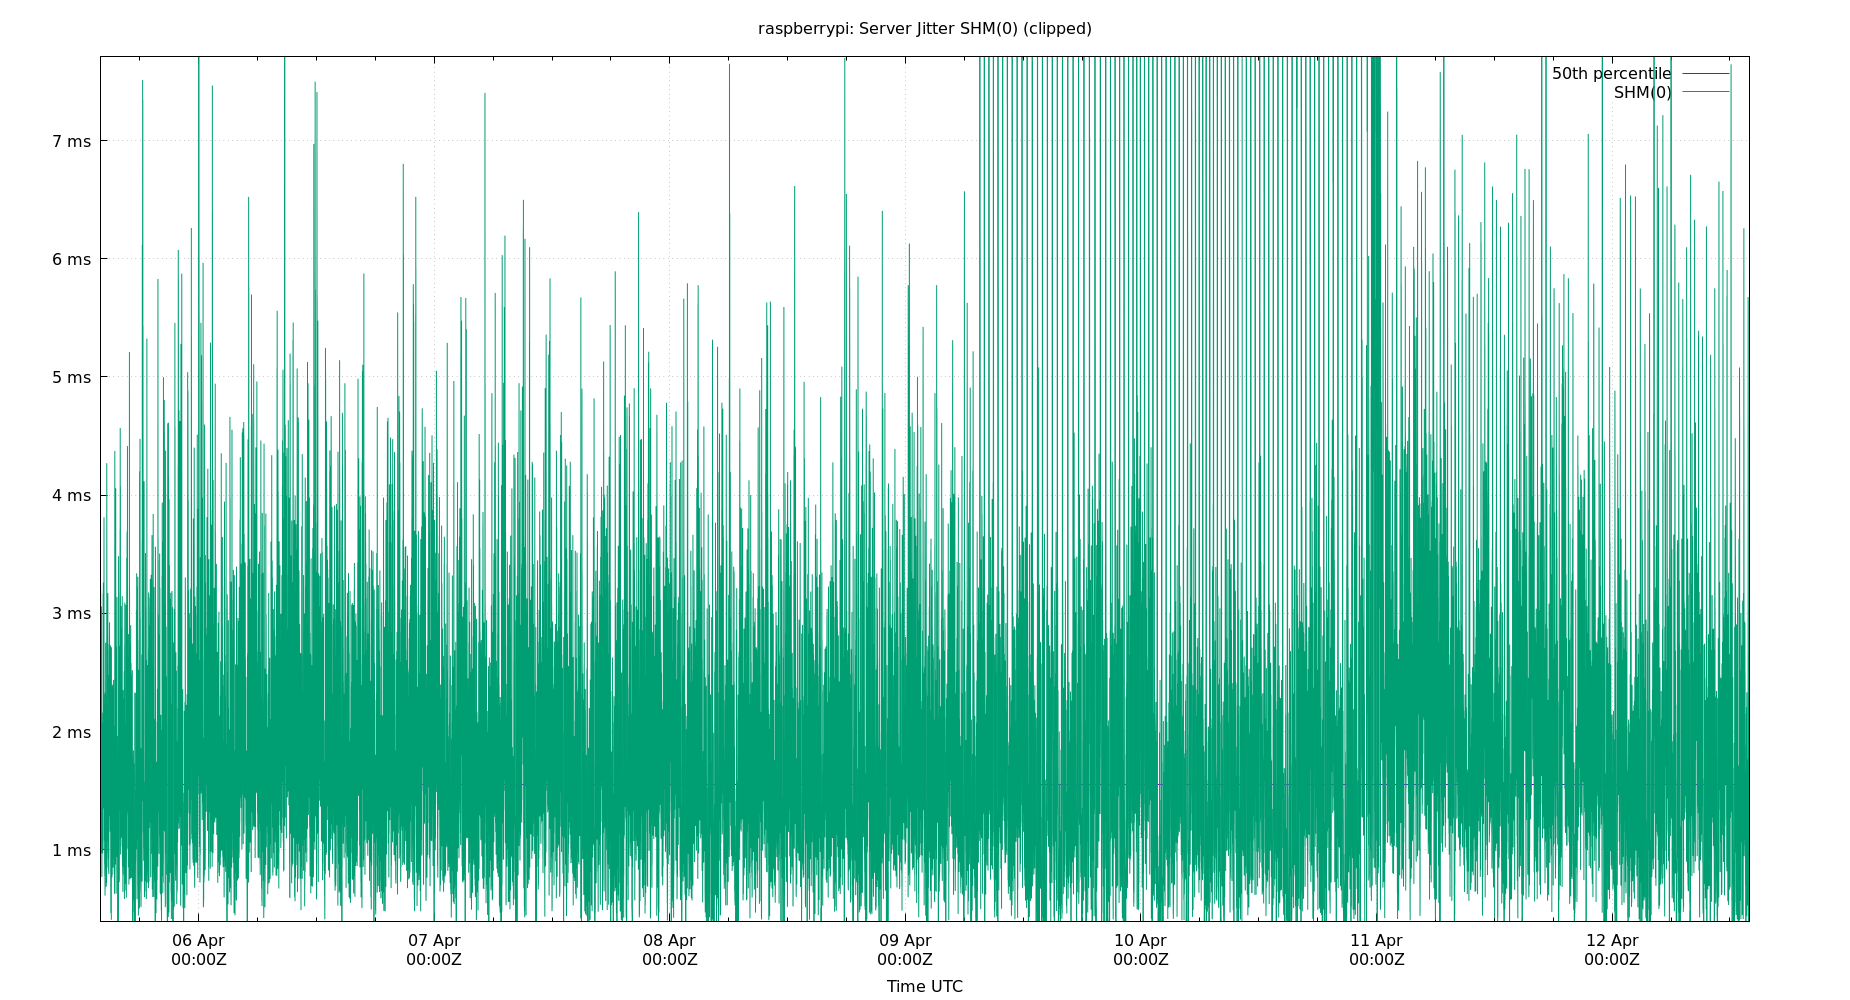 raspberrypi: Server Jitter SHM(0) (clipped)
50th percentile
SHM(0)
7 ms
6 ms
5 ms
4 ms
3 ms
2 ms
1 ms
06 Apr 07 Apr 08 Apr 09 Apr 10 Apr 11 Apr 12 Apr
00:00Z 00:00Z 00:00Z 00:00Z 00:00Z 00:00Z 00:00Z
Time UTC